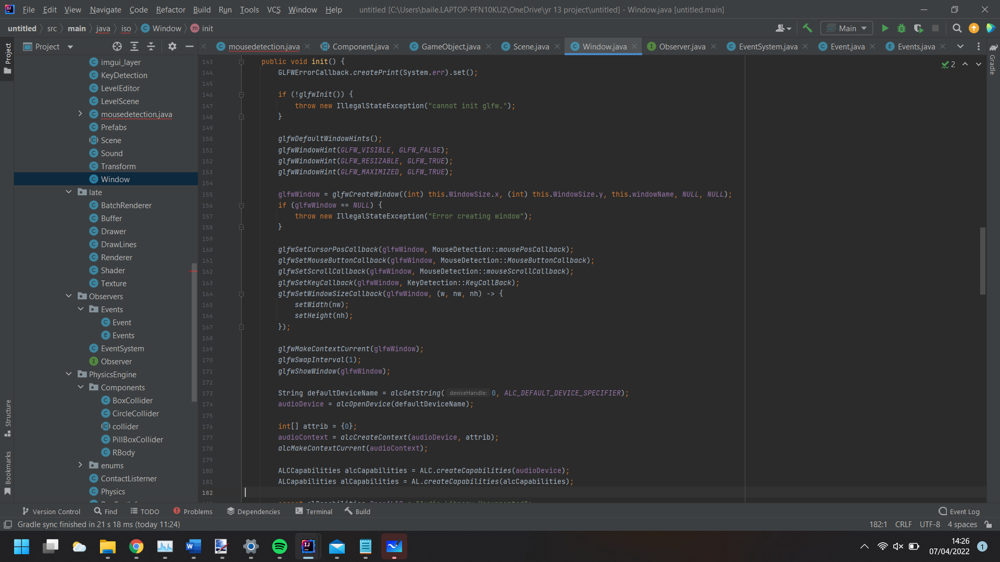 File Edit View Navigate Code Refactor Build Run Tools VCS Window Help untitled [C:\Users\baile.LAPTOP-PFN10KU2\OneDrive\yr 13 project\untitled] - Window.java [untitled.main]
untitled src main java iso Window init Main
Project
mousedetection.java Component.java GameObject.java Scene.java Window.java Observer.java EventSystem.java Event.java Events.java
Project
Gradle
Structure
Bookmarks
imgui_layer
KeyDetection
LevelEditor
LevelScene
mousedetection.java
Prefabs
Scene
Sound
Transform
Window
late
BatchRenderer
Buffer
Drawer
DrawLines
Renderer
Shader
Texture
Observers
Events
Event
Events
EventSystem
Observer
PhysicsEngine
Components
BoxCollider
CircleCollider
collider
PillBoxCollider
RBody
enums
ContactListerner
Physics
2
143 public void init() {
144 GLFWErrorCallback.createPrint(System.err).set();
145
146 if (!glfwInit()) {
147 throw new IllegalStateException("cannot init glfw.");
148 }
149
150 glfwDefaultWindowHints();
151 glfwWindowHint(GLFW_VISIBLE, GLFW_FALSE);
152 glfwWindowHint(GLFW_RESIZABLE, GLFW_TRUE);
153 glfwWindowHint(GLFW_MAXIMIZED, GLFW_TRUE);
154
155 glfwWindow = glfwCreateWindow((int) this.WindowSize.x, (int) this.WindowSize.y, this.windowName, NULL, NULL);
156 if (glfwWindow == NULL) {
157 throw new IllegalStateException("Error creating window");
158 }
159
160 glfwSetCursorPosCallback(glfwWindow, MouseDetection::mousePosCallback);
161 glfwSetMouseButtonCallback(glfwWindow, MouseDetection::MouseButtonCallback);
162 glfwSetScrollCallback(glfwWindow, MouseDetection::mouseScrollCallback);
163 glfwSetKeyCallback(glfwWindow, KeyDetection::KeyCallBack);
164 glfwSetWindowSizeCallback(glfwWindow, (w, nw, nh) -> {
165 setWidth(nw);
166 setHeight(nh);
167 });
168
169 glfwMakeContextCurrent(glfwWindow);
170 glfwSwapInterval(1);
171 glfwShowWindow(glfwWindow);
172
173 String defaultDeviceName = alcGetString( deviceHandle: 0, ALC_DEFAULT_DEVICE_SPECIFIER);
174 audioDevice = alcOpenDevice(defaultDeviceName);
175
176 int[] attrib = {0};
177 audioContext = alcCreateContext(audioDevice, attrib);
178 alcMakeContextCurrent(audioContext);
179
180 ALCCapabilities alcCapabilities = ALC.createCapabilities(audioDevice);
181 ALCapabilities alCapabilities = AL.createCapabilities(alcCapabilities);
182
Version Control Find TODO Problems Dependencies Terminal Build Event Log
Gradle sync finished in 21 s 18 ms (today 11:24) 182:1 CRLF UTF-8 4 spaces
14:26
07/04/2022
1